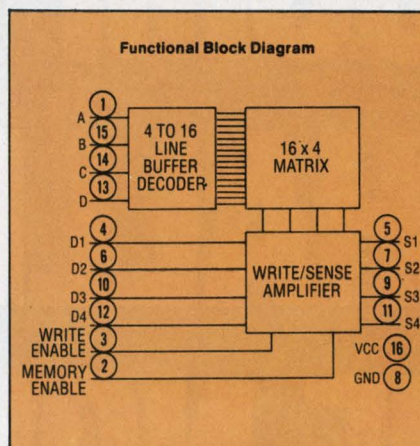 Functional Block Diagram
1
A
15
B
14
C
13
D
4 TO 16
LINE
BUFFER
DECODER
16 x 4
MATRIX
4
D1
6
D2
10
D3
12
D4
3
WRITE
ENABLE
2
MEMORY
ENABLE
WRITE/SENSE
AMPLIFIER
5
S1
7
S2
9
S3
11
S4
VCC 16
GND 8